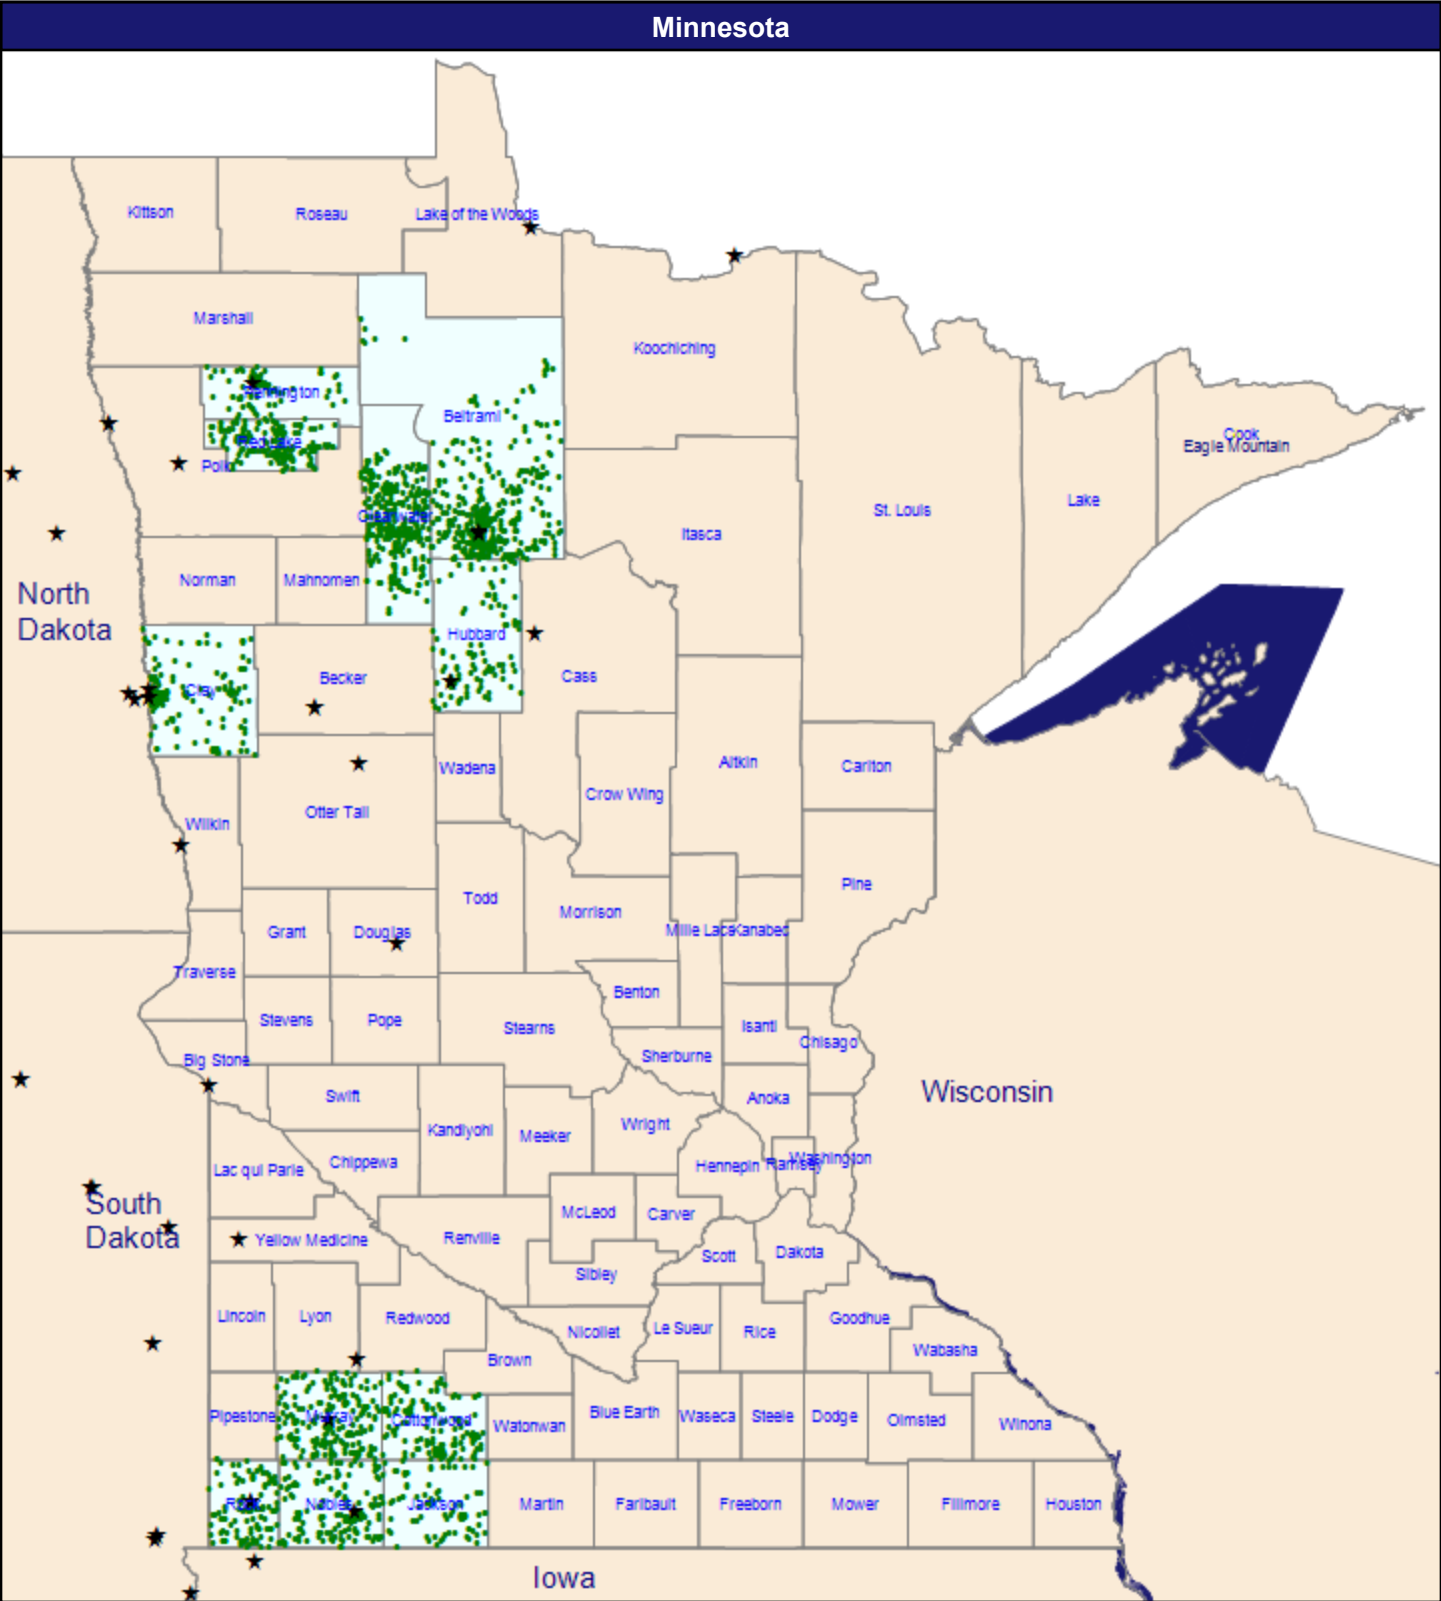 Minnesota
Kittson
Roseau
Lake of the Woods
Marshall
Koochiching
Pennington
Beltrami
Cook
Eagle Mountain
Red Lake
Polk
Lake
St. Louis
Clearwater
Itasca
Norman
Mahnomen
North
Dakota
Hubbard
Cass
Becker
Clay
Wadena
Aitkin
Carlton
Crow Wing
Otter Tail
Wilkin
Pine
Todd
Morrison
Mille Lacs
Kanabec
Grant
Douglas
Traverse
Benton
Stevens
Pope
Stearns
Isanti
Chisago
Sherburne
Big Stone
Wisconsin
Swift
Anoka
Kandiyohi
Meeker
Wright
Chippewa
Lac qui Parle
Hennepin
Ramsey
Washington
South
Dakota
McLeod
Carver
Yellow Medicine
Renville
Scott
Dakota
Sibley
Lincoln
Lyon
Redwood
Nicollet
Le Sueur
Rice
Goodhue
Wabasha
Brown
Pipestone
Murray
Cottonwood
Watonwan
Blue Earth
Waseca
Steele
Dodge
Olmsted
Winona
Rock
Nobles
Jackson
Martin
Faribault
Freeborn
Mower
Fillmore
Houston
Iowa